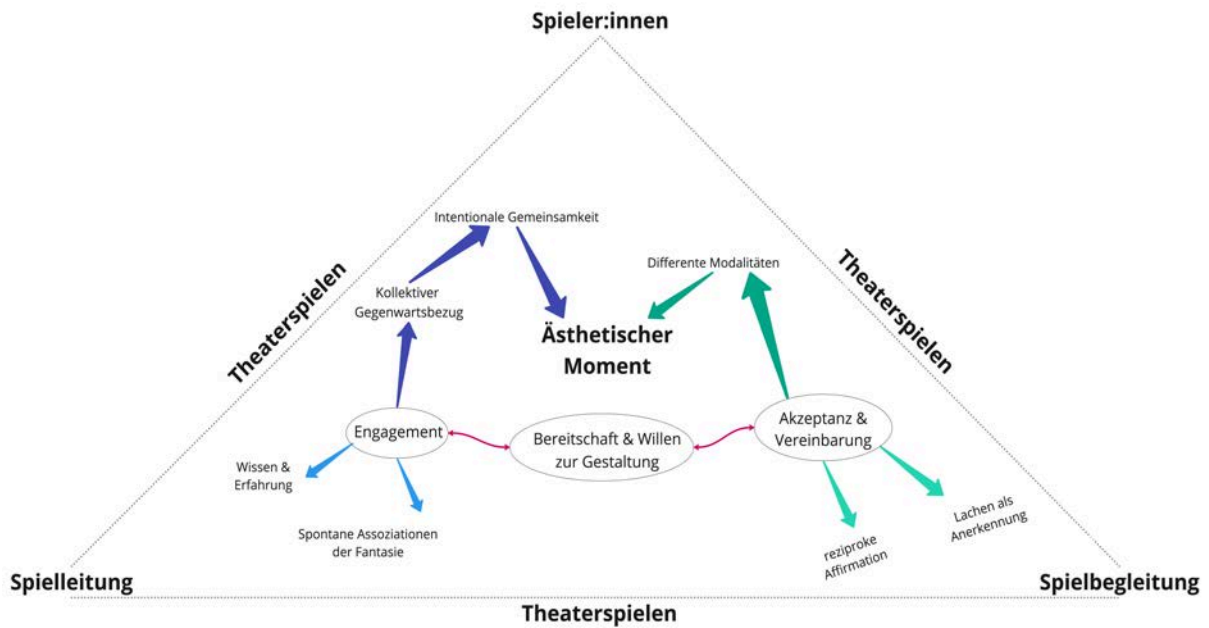 Spieler:innen
Intentionale Gemeinsamkeit
Differente Modalitäten
Theaterspielen
Theaterspielen
Kollektiver
Gegenwartsbezug
Ästhetischer
Moment
Engagement
Bereitschaft & Willen
zur Gestaltung
Akzeptanz &
Vereinbarung
Wissen &
Erfahrung
Spontane Assoziationen
der Fantasie
reziproke
Affirmation
Lachen als
Anerkennung
Spielleitung
Spielbegleitung
Theaterspielen